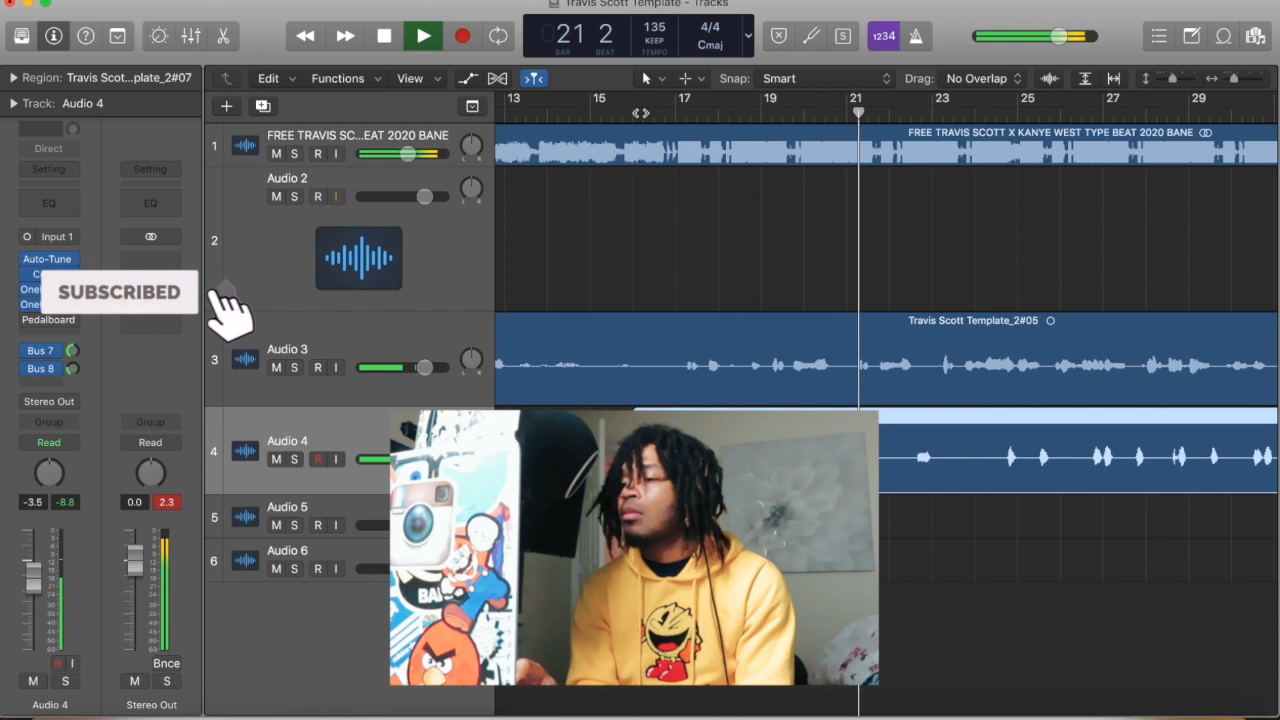 Travis Scott Template - Tracks
21 2
BAR BEAT
135
KEEP
TEMPO
4/4
Cmaj
1234
Region: Travis Scot...plate_2#07
Edit
Functions
View
Snap: Smart
Drag: No Overlap
Track: Audio 4
13 15 17 19 21 23 25 27 29
Direct
Setting
Setting
EQ
EQ
Input 1
Auto-Tune
C
One
One
SUBSCRIBED
Pedalboard
Bus 7
Bus 8
Stereo Out
Group
Group
Read
Read
-3.5 -8.8
0.0 2.3
R I
Bnce
M S
M S
Audio 4
Stereo Out
1
FREE TRAVIS SC...EAT 2020 BANE
M S R I
L R
FREE TRAVIS SCOTT X KANYE WEST TYPE BEAT 2020 BANE
2
Audio 2
M S R I
L R
3
Audio 3
M S R I
L R
Travis Scott Template_2#05
4
Audio 4
M S R I
5
Audio 5
M S R I
6
Audio 6
M S R I